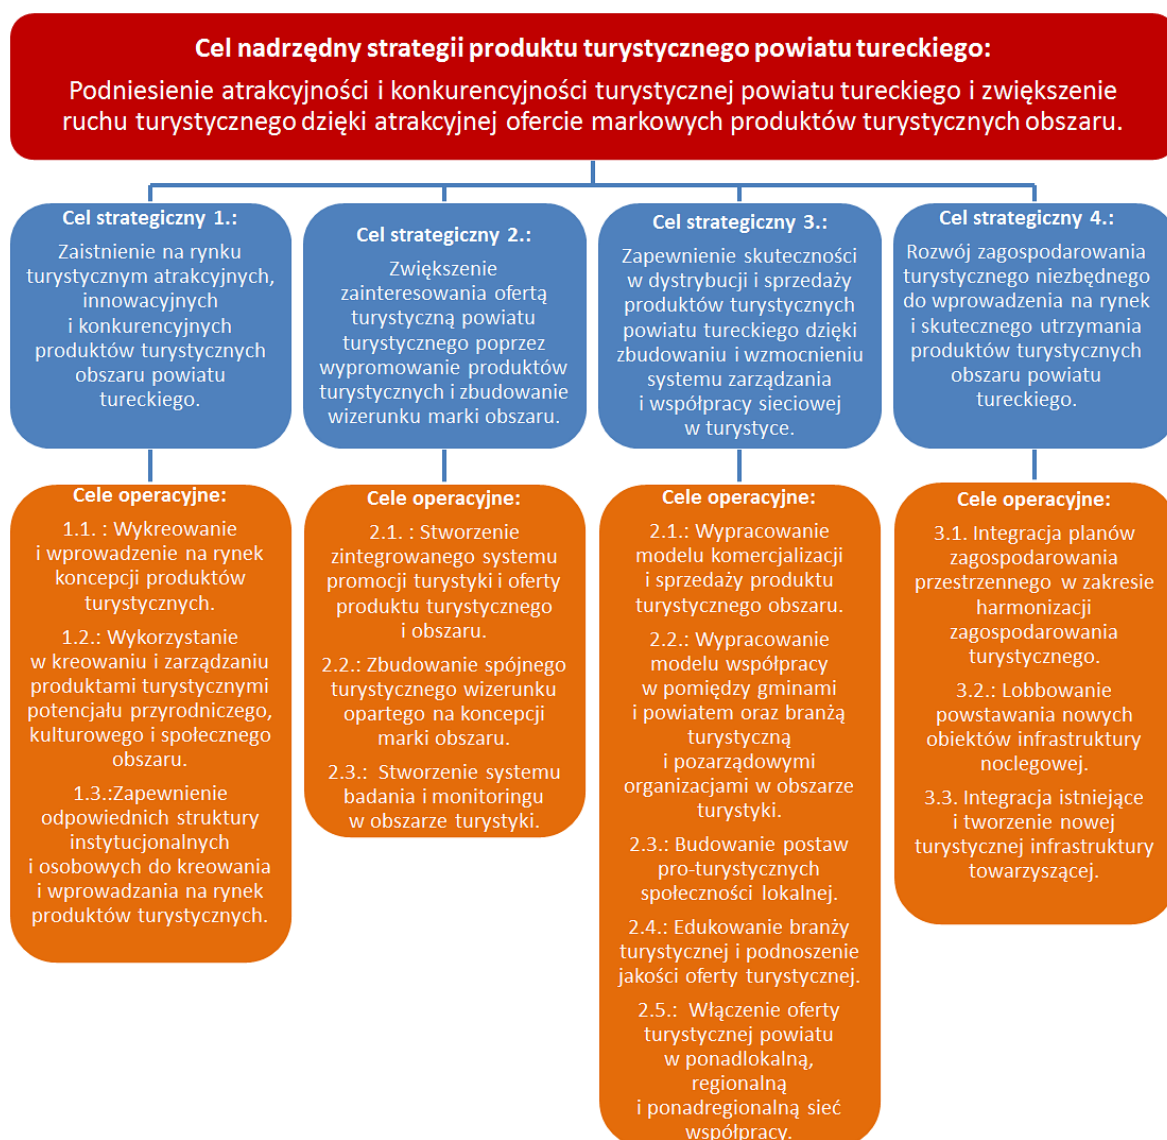 Cel nadrzędny strategii produktu turystycznego powiatu tureckiego:
Podniesienie atrakcyjności i konkurencyjności turystycznej powiatu tureckiego i zwiększenie
ruchu turystycznego dzięki atrakcyjnej ofercie markowych produktów turystycznych obszaru.
Cel strategiczny 1.:
Zaistnienie na rynku
turystycznym atrakcyjnych,
innowacyjnych
i konkurencyjnych
produktów turystycznych
obszaru powiatu
tureckiego.
Cel strategiczny 2.:
Zwiększenie
zainteresowania ofertą
turystyczną powiatu
turystycznego poprzez
wypromowanie produktów
turystycznych i zbudowanie
wizerunku marki obszaru.
Cel strategiczny 3.:
Zapewnienie skuteczności
w dystrybucji i sprzedaży
produktów turystycznych
powiatu tureckiego dzięki
zbudowaniu i wzmocnieniu
systemu zarządzania
i współpracy sieciowej
w turystyce.
Cel strategiczny 4.:
Rozwój zagospodarowania
turystycznego niezbędnego
do wprowadzenia na rynek
i skutecznego utrzymania
produktów turystycznych
obszaru powiatu
tureckiego.
Cele operacyjne:
1.1. : Wykreowanie
i wprowadzenie na rynek
koncepcji produktów
turystycznych.
1.2.: Wykorzystanie
w kreowaniu i zarządzaniu
produktami turystycznymi
potencjału przyrodniczego,
kulturowego i społecznego
obszaru.
1.3.:Zapewnienie
odpowiednich struktury
instytucjonalnych
i osobowych do kreowania
i wprowadzania na rynek
produktów turystycznych.
Cele operacyjne:
2.1. : Stworzenie
zintegrowanego systemu
promocji turystyki i oferty
produktu turystycznego
i obszaru.
2.2.: Zbudowanie spójnego
turystycznego wizerunku
opartego na koncepcji
marki obszaru.
2.3.: Stworzenie systemu
badania i monitoringu
w obszarze turystyki.
Cele operacyjne:
2.1.: Wypracowanie
modelu komercjalizacji
i sprzedaży produktu
turystycznego obszaru.
2.2.: Wypracowanie
modelu współpracy
w pomiędzy gminami
i powiatem oraz branżą
turystyczną
i pozarządowymi
organizacjami w obszarze
turystyki.
2.3.: Budowanie postaw
pro-turystycznych
społeczności lokalnej.
2.4.: Edukowanie branży
turystycznej i podnoszenie
jakości oferty turystycznej.
2.5.: Włączenie oferty
turystycznej powiatu
w ponadlokalną,
regionalną
i ponadregionalną sieć
współpracy.
Cele operacyjne:
3.1. Integracja planów
zagospodarowania
przestrzennego w zakresie
harmonizacji
zagospodarowania
turystycznego.
3.2.: Lobbowanie
powstawania nowych
obiektów infrastruktury
noclegowej.
3.3. Integracja istniejące
i tworzenie nowej
turystycznej infrastruktury
towarzyszącej.